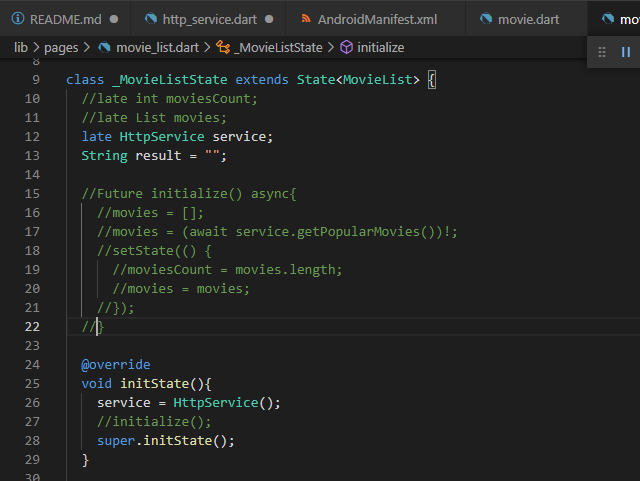 README.md http_service.dart AndroidManifest.xml movie.dart
lib > pages > movie_list.dart > _MovieListState > initialize
8
9 class _MovieListState extends State<MovieList> {
10 //late int moviesCount;
11 //late List movies;
12 late HttpService service;
13 String result = "";
14
15 //Future initialize() async{
16 //movies = [];
17 //movies = (await service.getPopularMovies())!;
18 //setState(() {
19 //moviesCount = movies.length;
20 //movies = movies;
21 //});
22 //}
23
24 @override
25 void initState(){
26 service = HttpService();
27 //initialize();
28 super.initState();
29 }
30